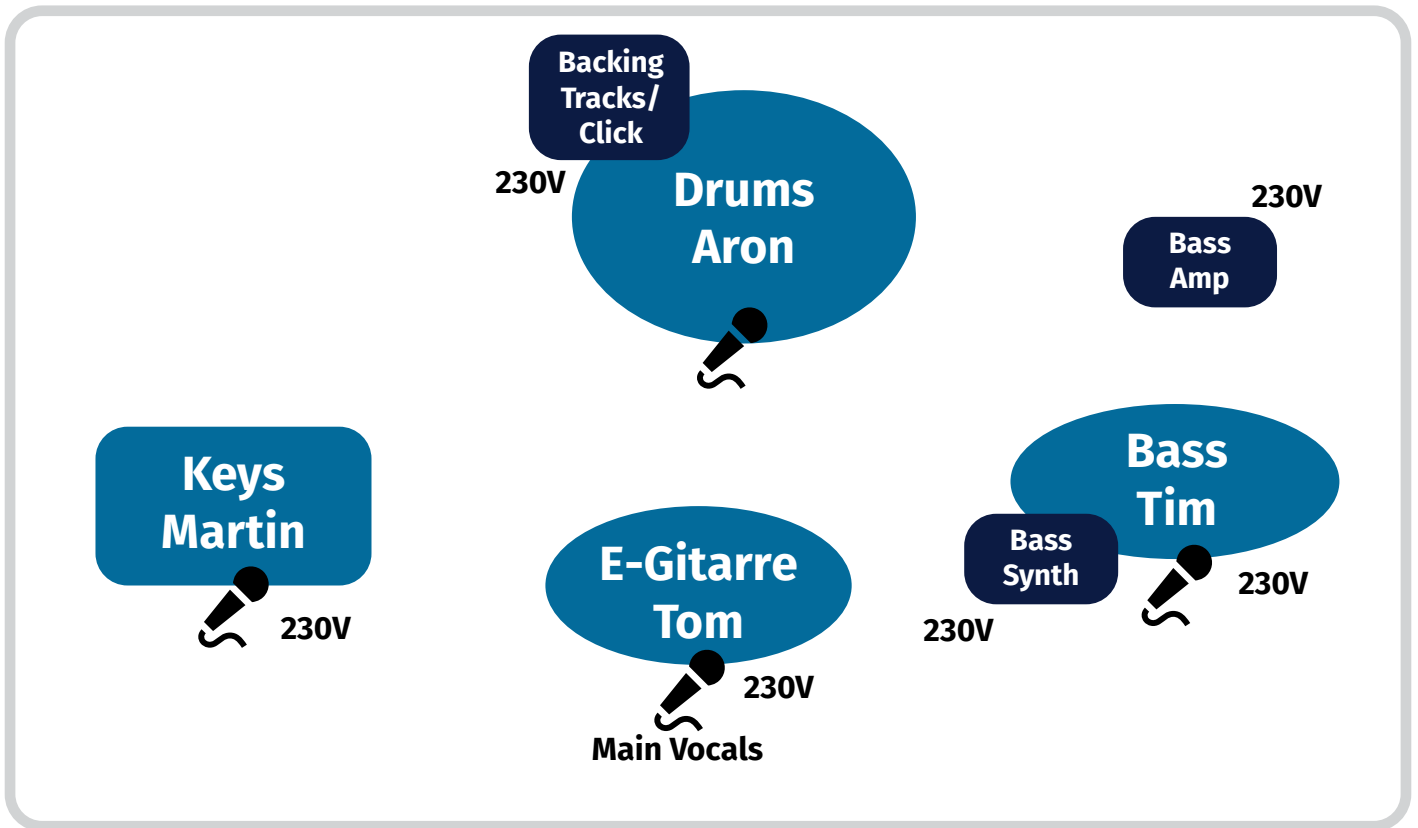 Backing
Tracks/
Click
230V
Drums
Aron
230V
Bass
Amp
Keys
Martin
230V
E-Gitarre
Tom
230V
Main Vocals
Bass
Tim
Bass
Synth
230V
230V